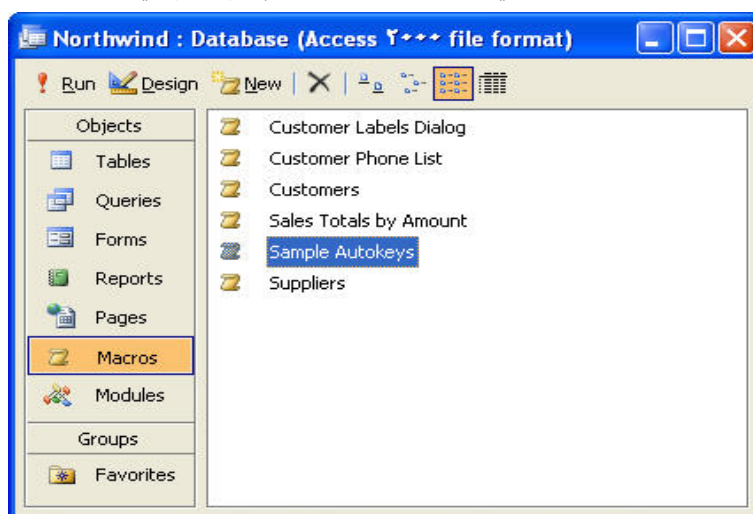 Northwind : Database (Access ۲۰۰۰ file format)
Run Design New
Objects
Tables
Queries
Forms
Reports
Pages
Macros
Modules
Groups
Favorites
Customer Labels Dialog
Customer Phone List
Customers
Sales Totals by Amount
Sample Autokeys
Suppliers